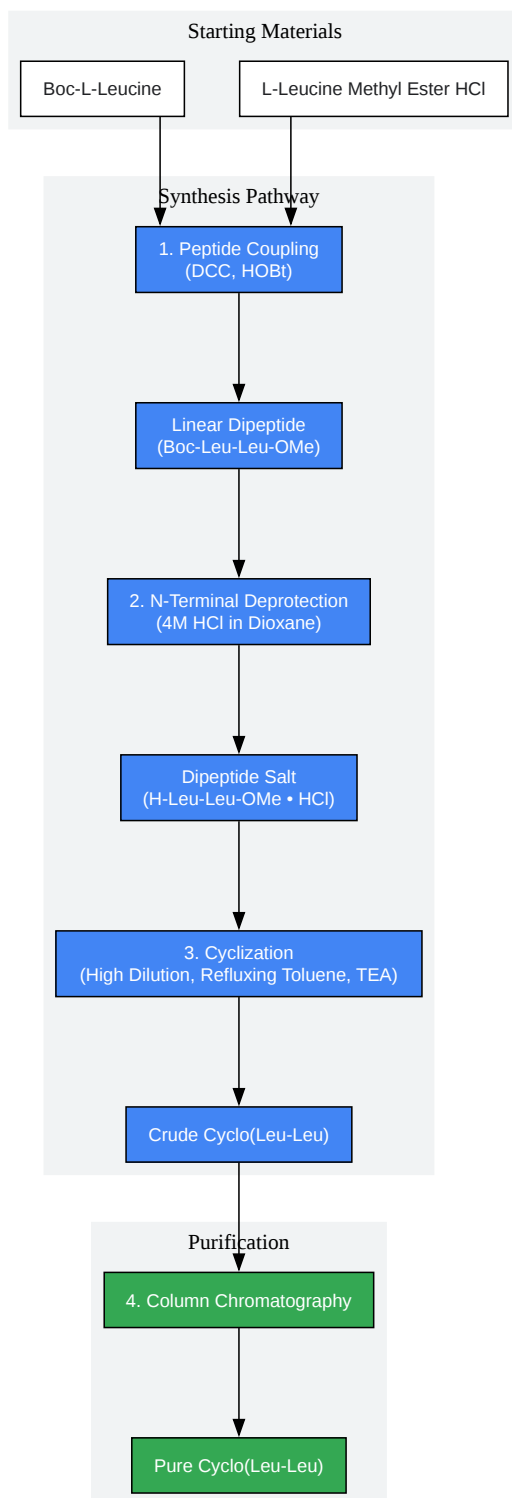 Starting Materials
Boc-L-Leucine
L-Leucine Methyl Ester HCl
Synthesis Pathway
1. Peptide Coupling
(DCC, HOBt)
Linear Dipeptide
(Boc-Leu-Leu-OMe)
2. N-Terminal Deprotection
(4M HCl in Dioxane)
Dipeptide Salt
(H-Leu-Leu-OMe • HCl)
3. Cyclization
(High Dilution, Refluxing Toluene, TEA)
Crude Cyclo(Leu-Leu)
Purification
4. Column Chromatography
Pure Cyclo(Leu-Leu)